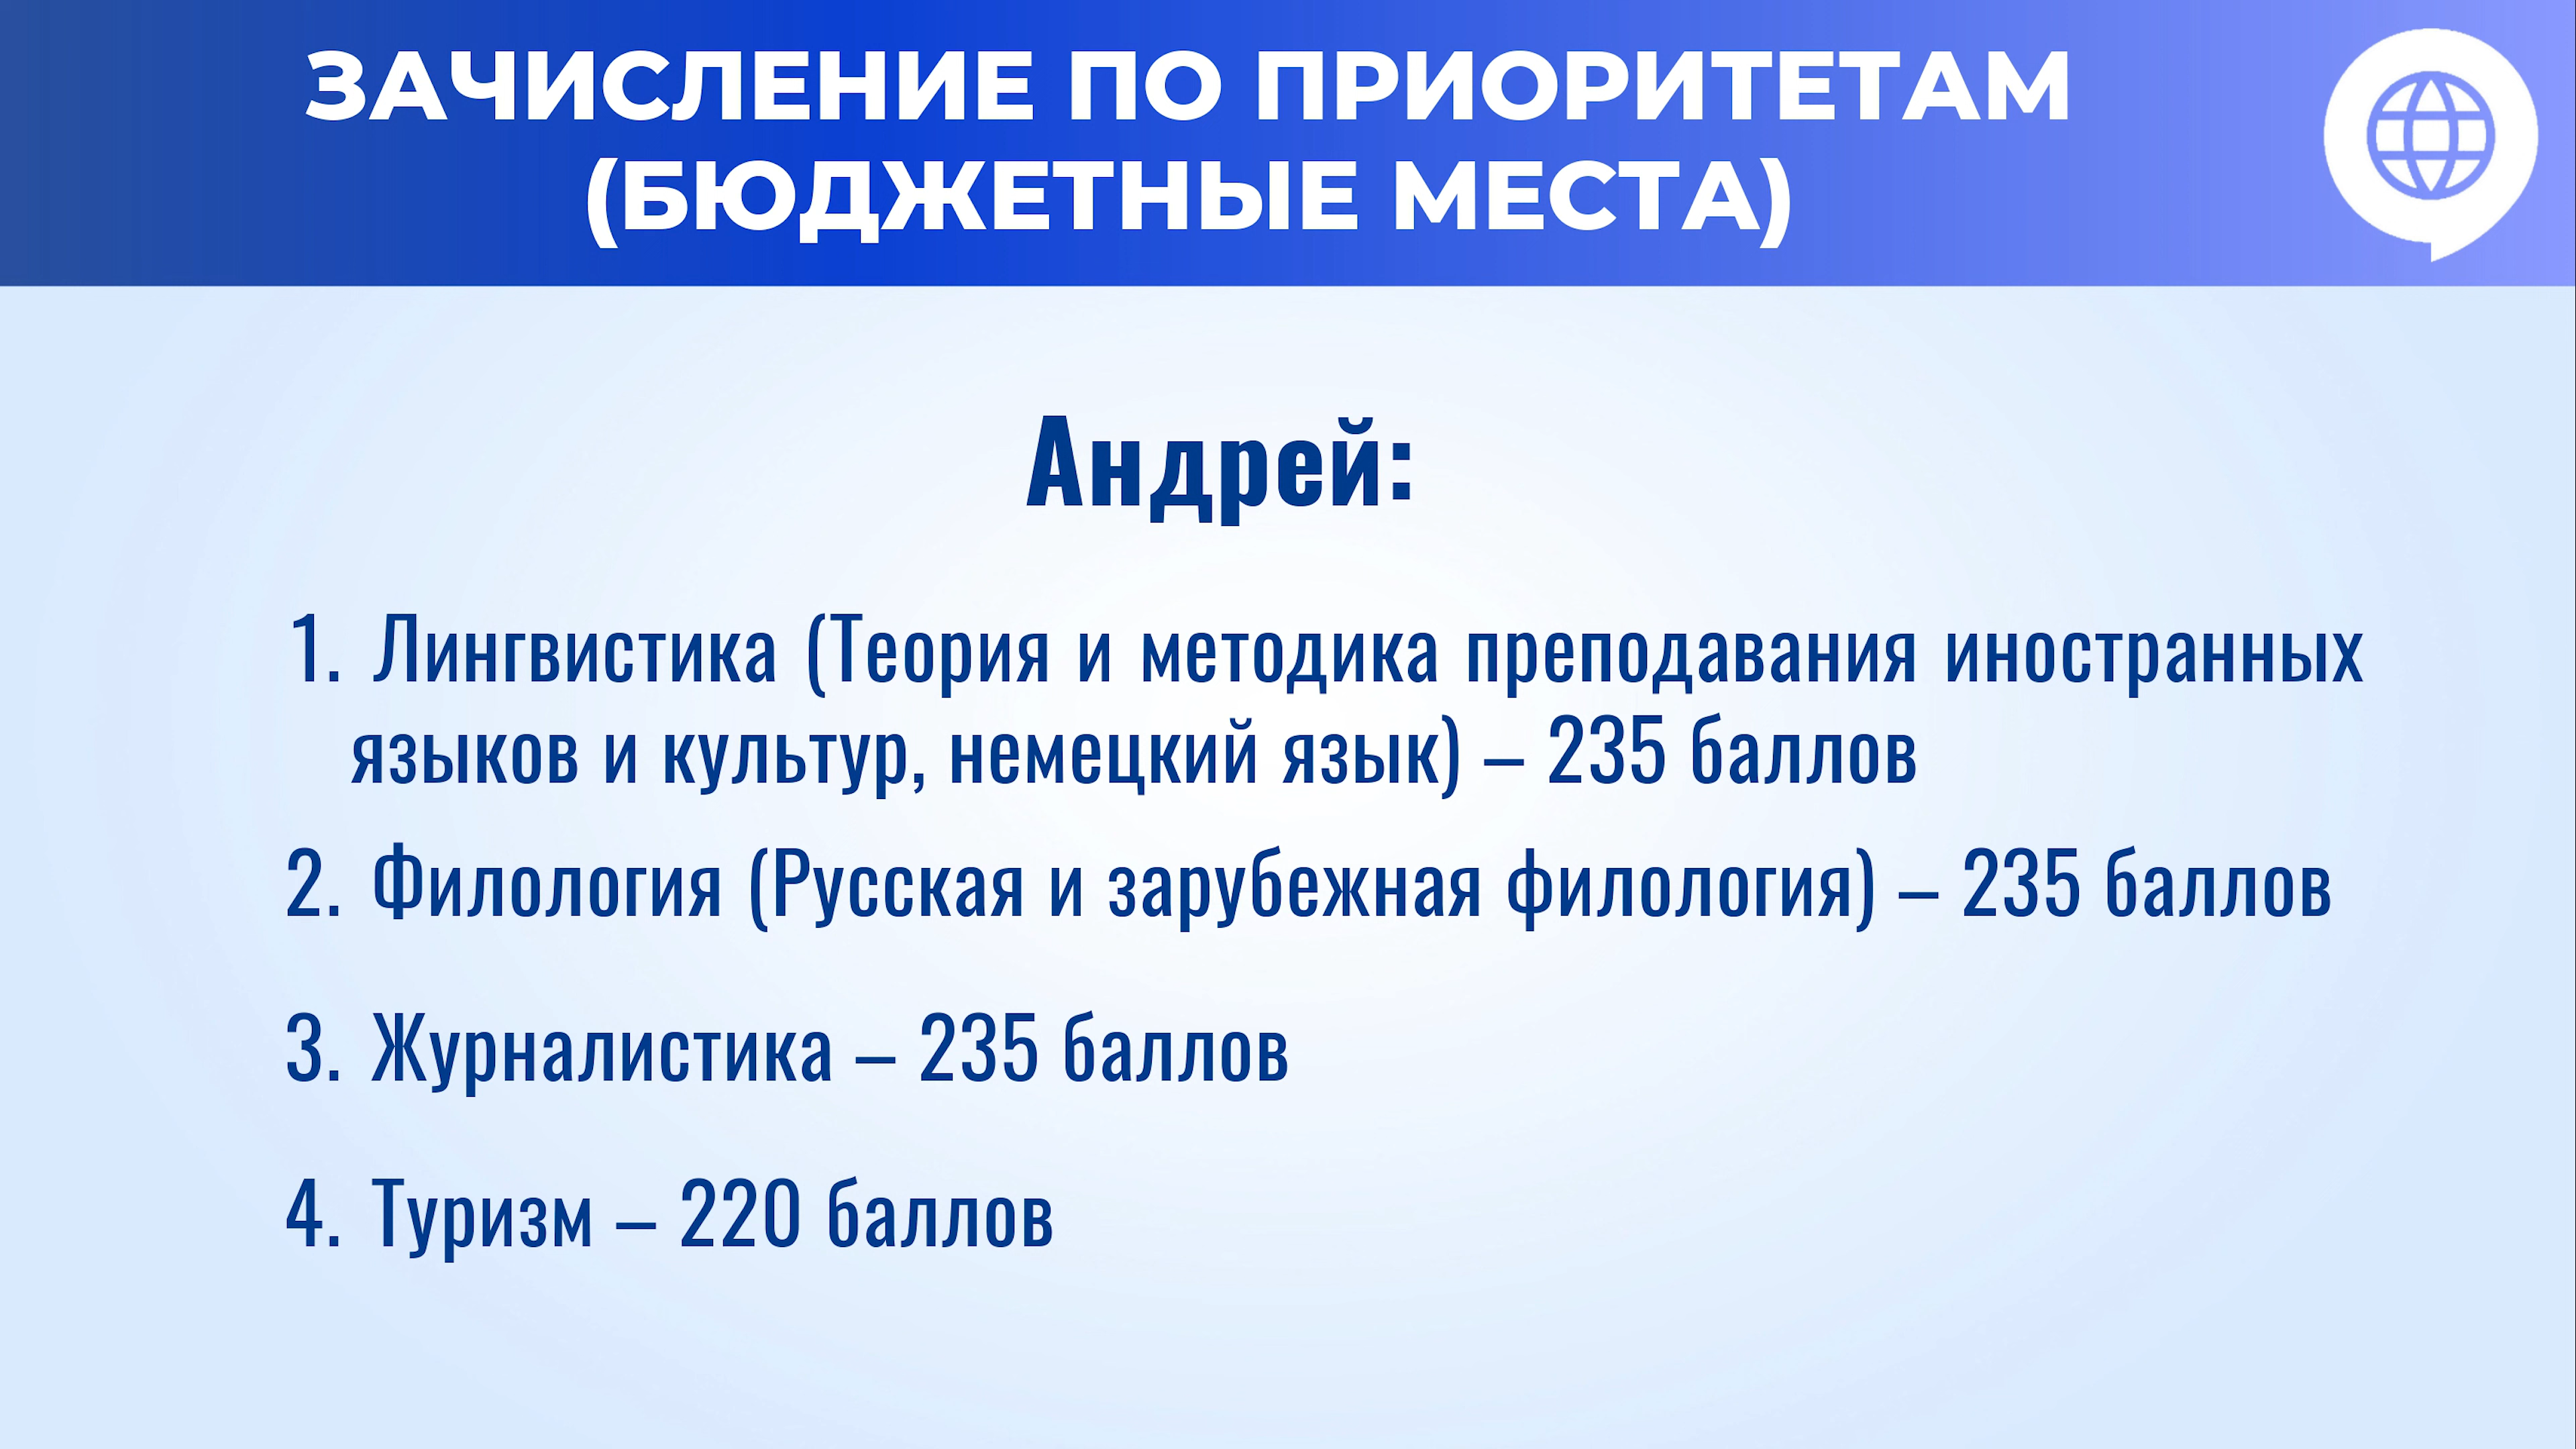 ЗАЧИСЛЕНИЕ ПО ПРИОРИТЕТАМ
(БЮДЖЕТНЫЕ МЕСТА)
Андрей:
1. Лингвистика (Теория и методика преподавания иностранных
языков и культур, немецкий язык) – 235 баллов
2. Филология (Русская и зарубежная филология) – 235 баллов
3. Журналистика – 235 баллов
4. Туризм – 220 баллов